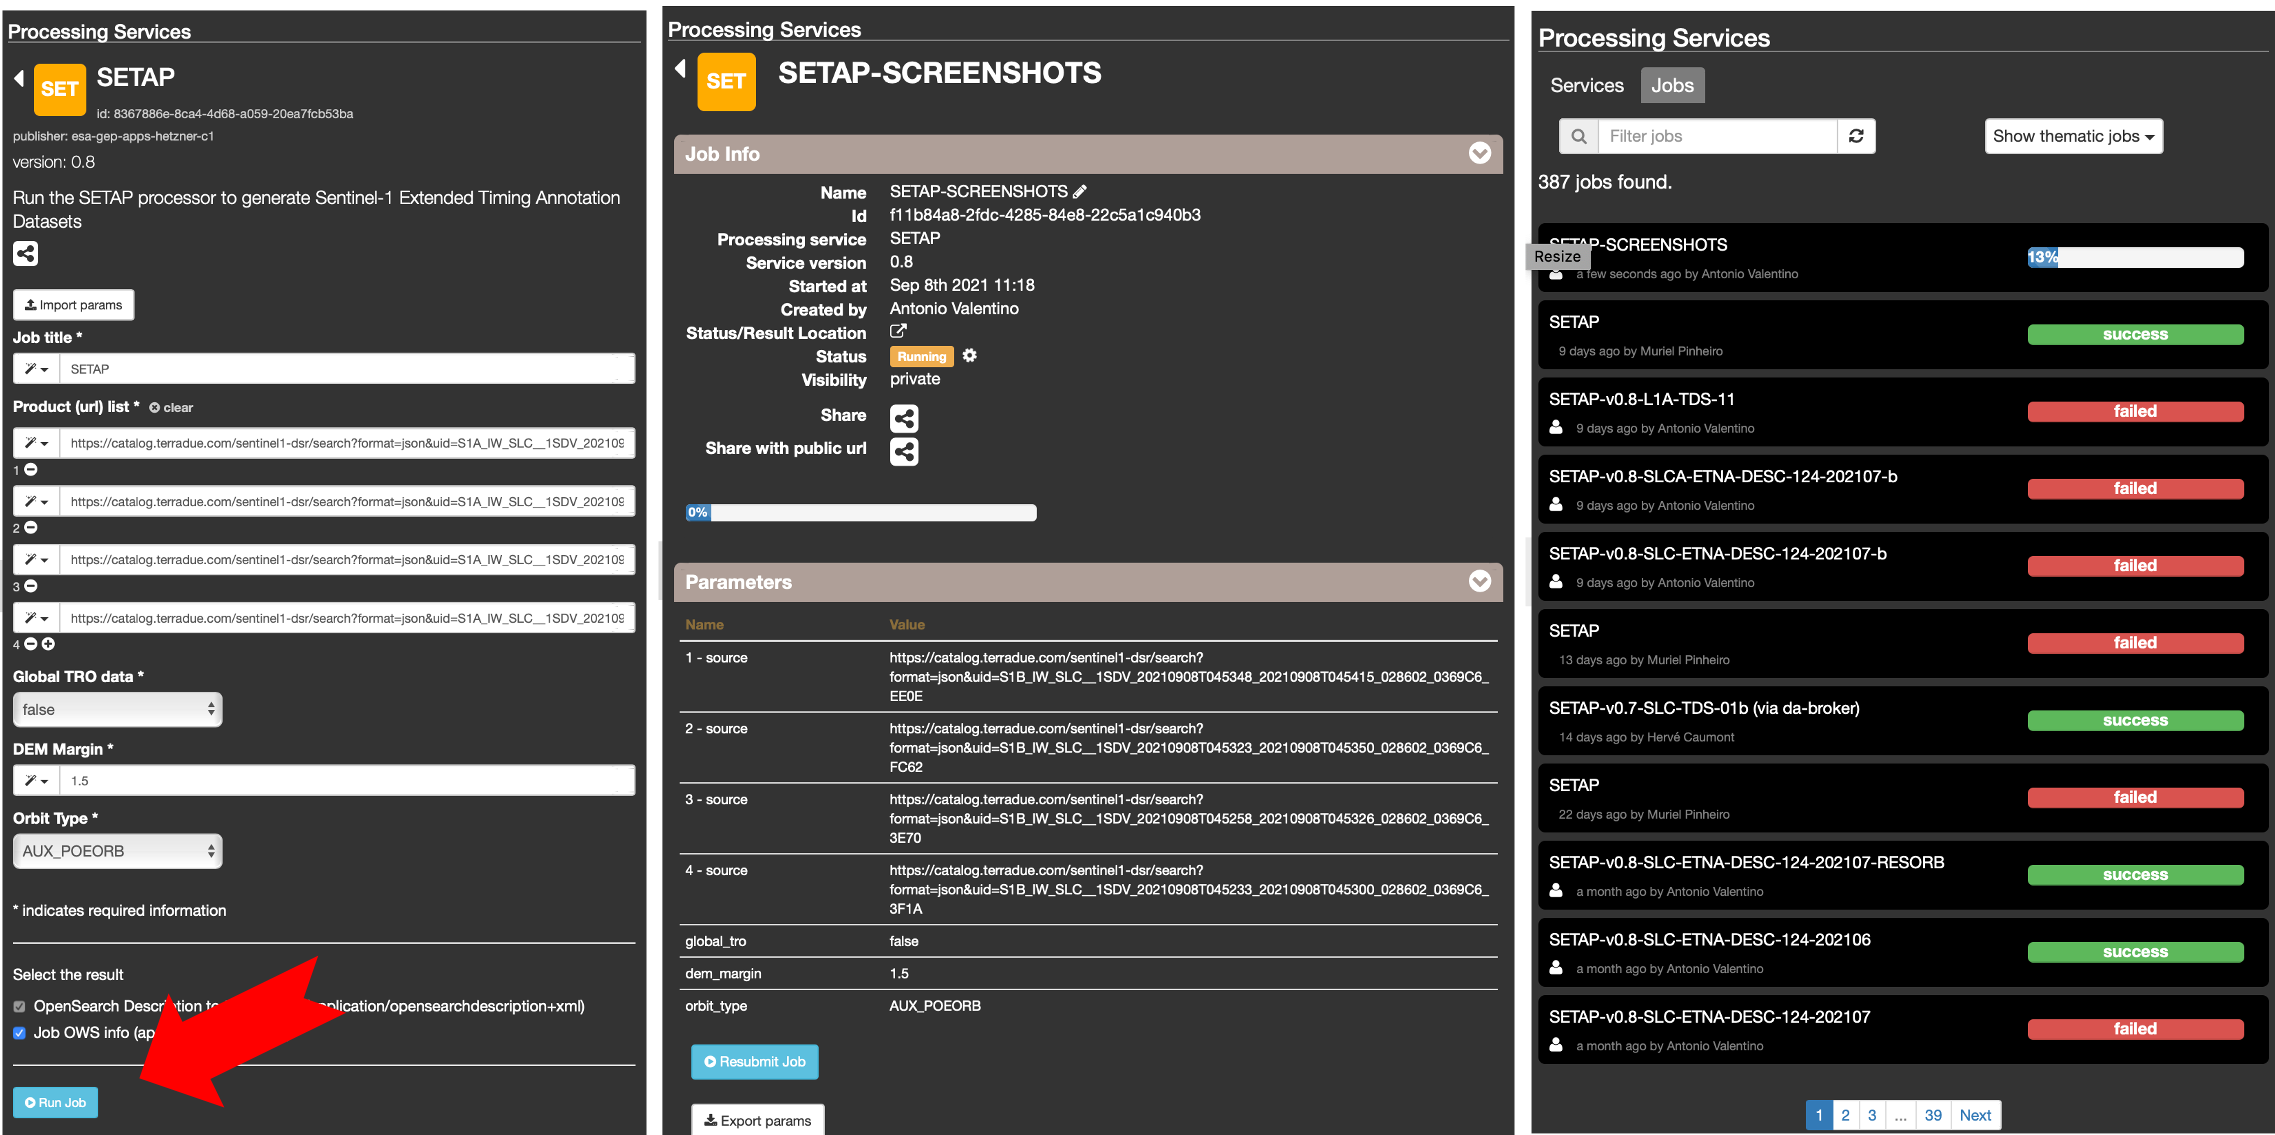 Processing Services
SET
SETAP
id: 8367886e-8ca4-4d68-a059-20ea7fcb53ba
publisher: esa-gep-apps-hetzner-c1
version: 0.8
Run the SETAP processor to generate Sentinel-1 Extended Timing Annotation
Datasets
Import params
Job title *
SETAP
Product (url) list * clear
https://catalog.terradue.com/sentinel1-dsr/search?format=json&uid=S1A_IW_SLC__1SDV_202109
1
https://catalog.terradue.com/sentinel1-dsr/search?format=json&uid=S1A_IW_SLC__1SDV_202109
2
https://catalog.terradue.com/sentinel1-dsr/search?format=json&uid=S1A_IW_SLC__1SDV_202109
3
https://catalog.terradue.com/sentinel1-dsr/search?format=json&uid=S1A_IW_SLC__1SDV_202109
4
Global TRO data *
false
DEM Margin *
1.5
Orbit Type *
AUX_POEORB
* indicates required information
Select the result
OpenSearch Description plication/opensearchdescription+xml)
Job OWS info
Run Job
Processing Services
SET
SETAP-SCREENSHOTS
Job Info
Name SETAP-SCREENSHOTS
Id f11b84a8-2fdc-4285-84e8-22c5a1c940b3
Processing service SETAP
Service version 0.8
Started at Sep 8th 2021 11:18
Created by Antonio Valentino
Status/Result Location
Status Running
Visibility private
Share
Share with public url
0%
Parameters
Name Value
1 - source https://catalog.terradue.com/sentinel1-dsr/search?
format=json&uid=S1B_IW_SLC__1SDV_20210908T045348_20210908T045415_028602_0369C6_
EE0E
2 - source https://catalog.terradue.com/sentinel1-dsr/search?
format=json&uid=S1B_IW_SLC__1SDV_20210908T045323_20210908T045350_028602_0369C6_
FC62
3 - source https://catalog.terradue.com/sentinel1-dsr/search?
format=json&uid=S1B_IW_SLC__1SDV_20210908T045258_20210908T045326_028602_0369C6_
3E70
4 - source https://catalog.terradue.com/sentinel1-dsr/search?
format=json&uid=S1B_IW_SLC__1SDV_20210908T045233_20210908T045300_028602_0369C6_
3F1A
global_tro false
dem_margin 1.5
orbit_type AUX_POEORB
Resubmit Job
Export params
Processing Services
Services Jobs
Filter jobs
Show thematic jobs
387 jobs found.
SETAP-SCREENSHOTS
13%
Resize
a few seconds ago by Antonio Valentino
SETAP
success
9 days ago by Muriel Pinheiro
SETAP-v0.8-L1A-TDS-11
failed
9 days ago by Antonio Valentino
SETAP-v0.8-SLCA-ETNA-DESC-124-202107-b
failed
9 days ago by Antonio Valentino
SETAP-v0.8-SLC-ETNA-DESC-124-202107-b
failed
9 days ago by Antonio Valentino
SETAP
failed
13 days ago by Muriel Pinheiro
SETAP-v0.7-SLC-TDS-01b (via da-broker)
success
14 days ago by Hervé Caumont
SETAP
failed
22 days ago by Muriel Pinheiro
SETAP-v0.8-SLC-ETNA-DESC-124-202107-RESORB
success
a month ago by Antonio Valentino
SETAP-v0.8-SLC-ETNA-DESC-124-202106
success
a month ago by Antonio Valentino
SETAP-v0.8-SLC-ETNA-DESC-124-202107
failed
a month ago by Antonio Valentino
1 2 3 ... 39 Next